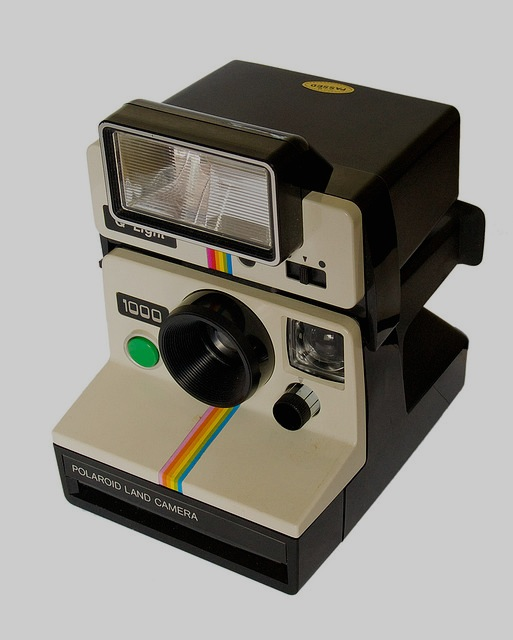 PASSED
Q-Light
1000
POLAROID LAND CAMERA